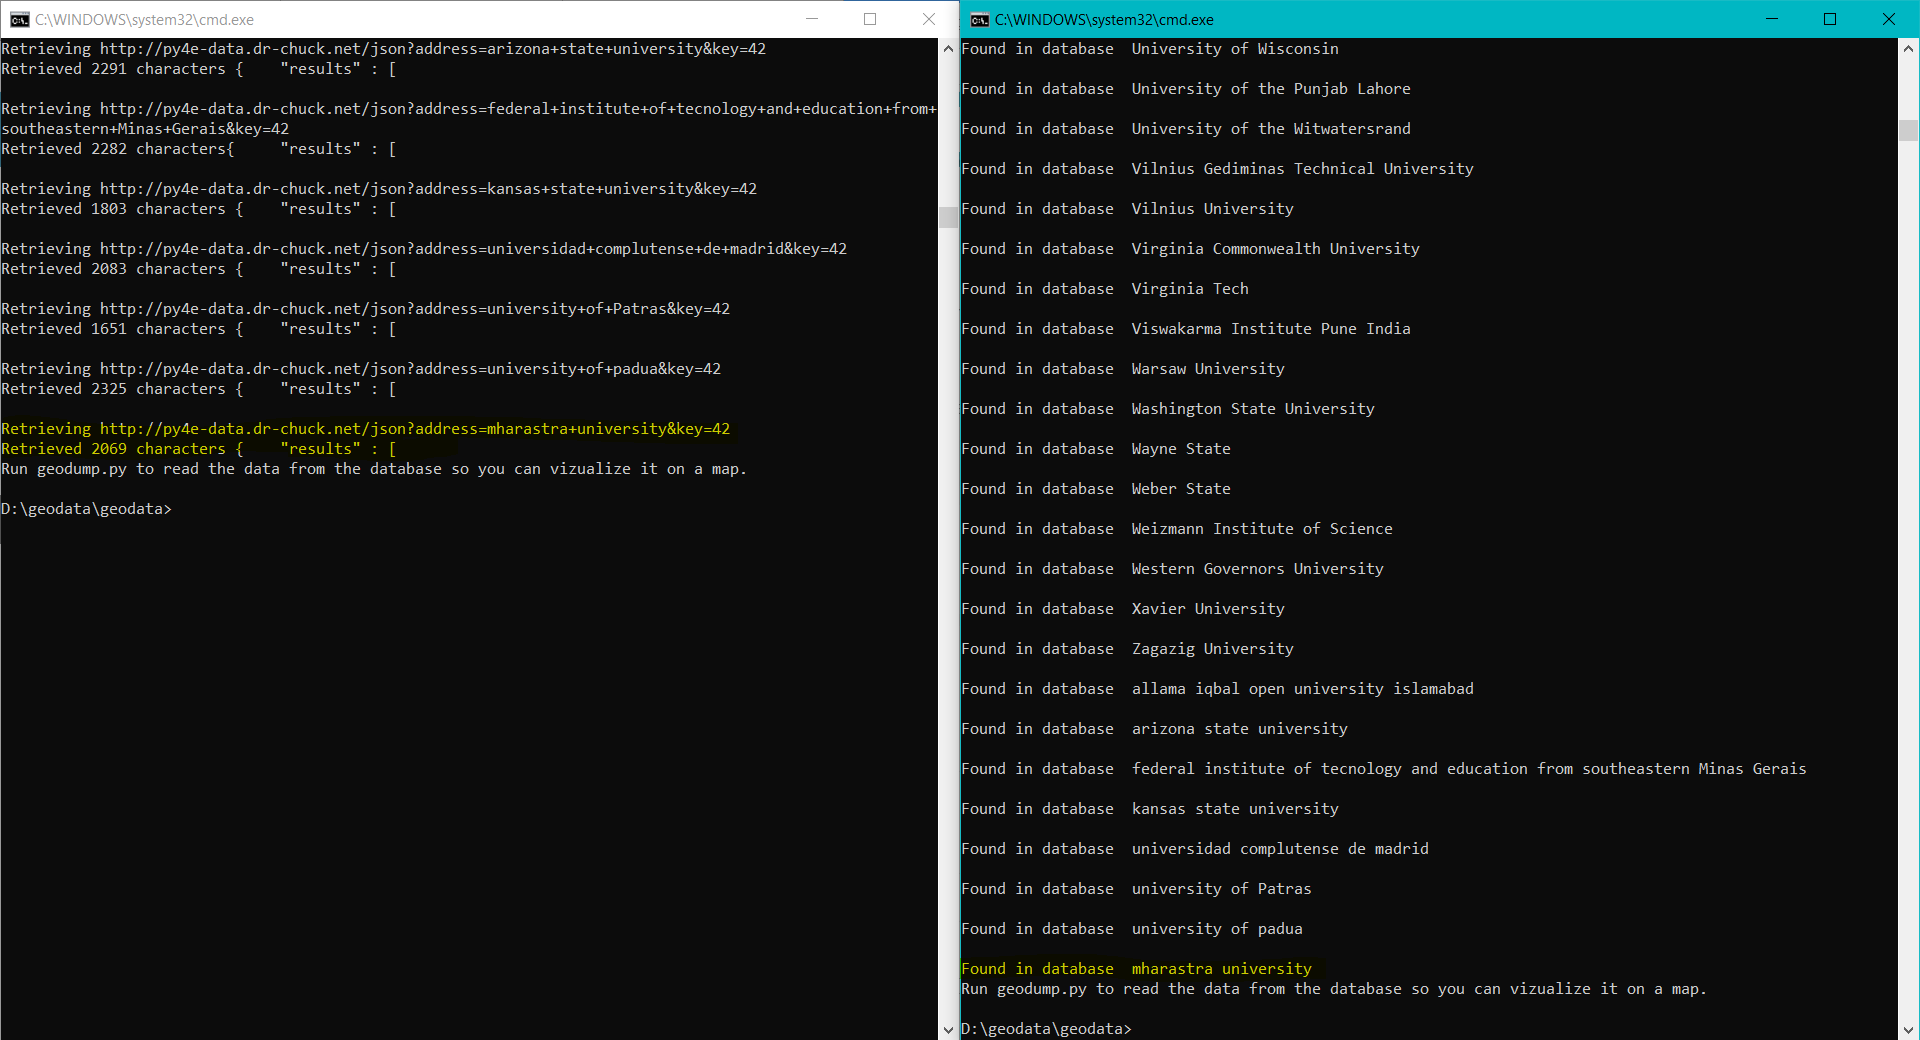 C:\WINDOWS\system32\cmd.exe
Retrieving http://py4e-data.dr-chuck.net/json?address=arizona+state+university&key=42
Retrieved 2291 characters {    "results" : [
Retrieving http://py4e-data.dr-chuck.net/json?address=federal+institute+of+tecnology+and+education+from+
southeastern+Minas+Gerais&key=42
Retrieved 2282 characters{     "results" : [
Retrieving http://py4e-data.dr-chuck.net/json?address=kansas+state+university&key=42
Retrieved 1803 characters {    "results" : [
Retrieving http://py4e-data.dr-chuck.net/json?address=universidad+complutense+de+madrid&key=42
Retrieved 2083 characters {    "results" : [
Retrieving http://py4e-data.dr-chuck.net/json?address=university+of+Patras&key=42
Retrieved 1651 characters {    "results" : [
Retrieving http://py4e-data.dr-chuck.net/json?address=university+of+padua&key=42
Retrieved 2325 characters {    "results" : [
Retrieving http://py4e-data.dr-chuck.net/json?address=mharastra+university&key=42
Retrieved 2069 characters {    "results" : [
Run geodump.py to read the data from the database so you can vizualize it on a map.
D:\geodata\geodata>
C:\WINDOWS\system32\cmd.exe
Found in database  University of Wisconsin
Found in database  University of the Punjab Lahore
Found in database  University of the Witwatersrand
Found in database  Vilnius Gediminas Technical University
Found in database  Vilnius University
Found in database  Virginia Commonwealth University
Found in database  Virginia Tech
Found in database  Viswakarma Institute Pune India
Found in database  Warsaw University
Found in database  Washington State University
Found in database  Wayne State
Found in database  Weber State
Found in database  Weizmann Institute of Science
Found in database  Western Governors University
Found in database  Xavier University
Found in database  Zagazig University
Found in database  allama iqbal open university islamabad
Found in database  arizona state university
Found in database  federal institute of tecnology and education from southeastern Minas Gerais
Found in database  kansas state university
Found in database  universidad complutense de madrid
Found in database  university of Patras
Found in database  university of padua
Found in database  mharastra university
Run geodump.py to read the data from the database so you can vizualize it on a map.
D:\geodata\geodata>